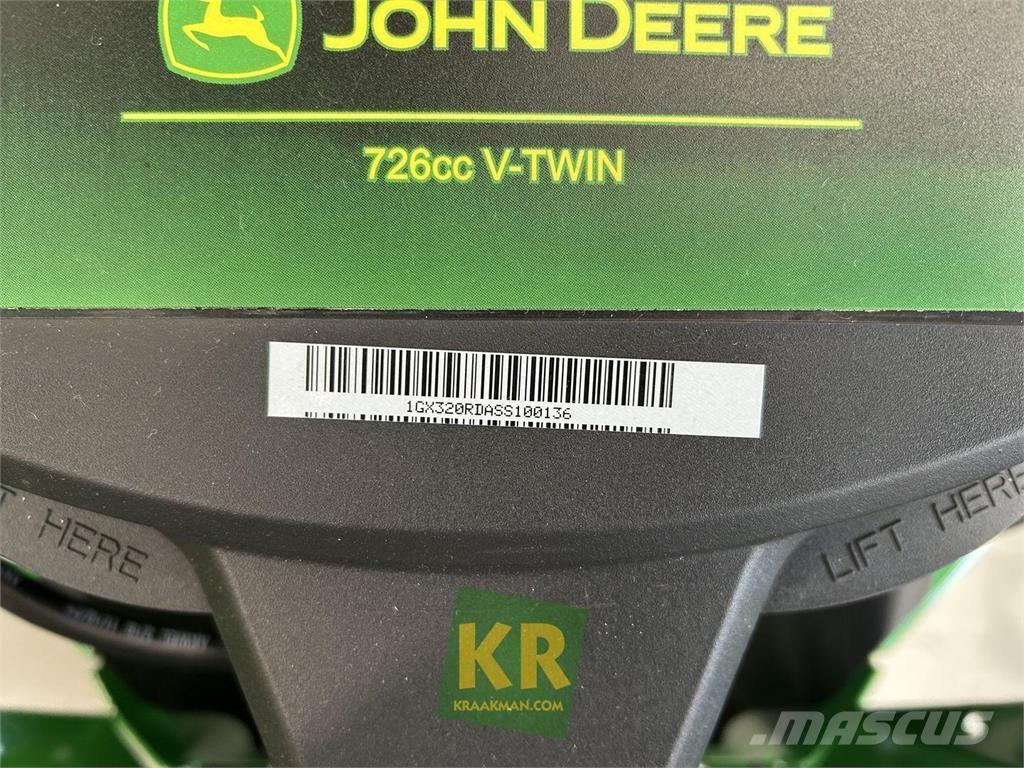 JOHN DEERE
726cc V-TWIN
1GX320RDASS100136
HERE
LIFT HERE
KR
KRAAKMAN.COM
MASCUS